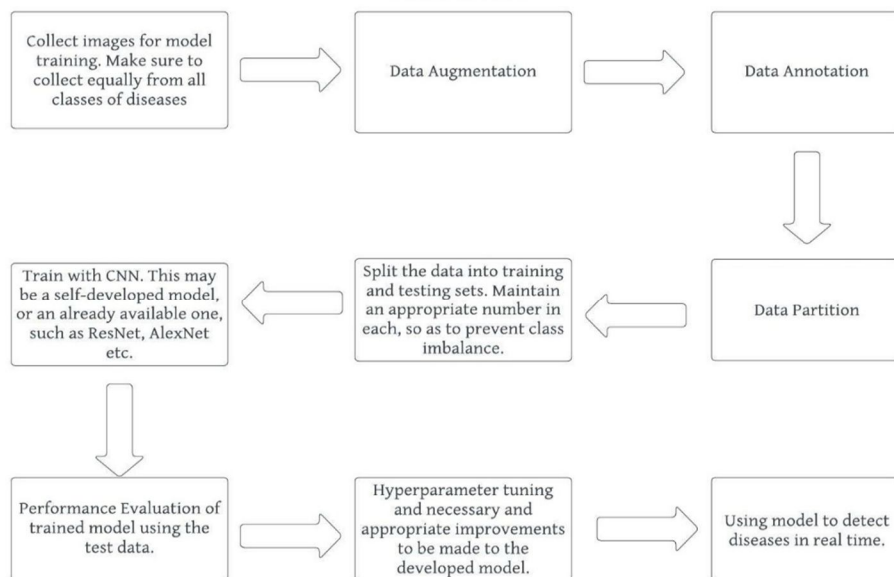 Collect images for model
training. Make sure to
collect equally from all
classes of diseases
Data Augmentation
Data Annotation
Data Partition
Split the data into training
and testing sets. Maintain
an appropriate number in
each, so as to prevent class
imbalance.
Train with CNN. This may
be a self-developed model,
or an already available one,
such as ResNet, AlexNet
etc.
Performance Evaluation of
trained model using the
test data.
Hyperparameter tuning
and necessary and
appropriate improvements
to be made to the
developed model.
Using model to detect
diseases in real time.